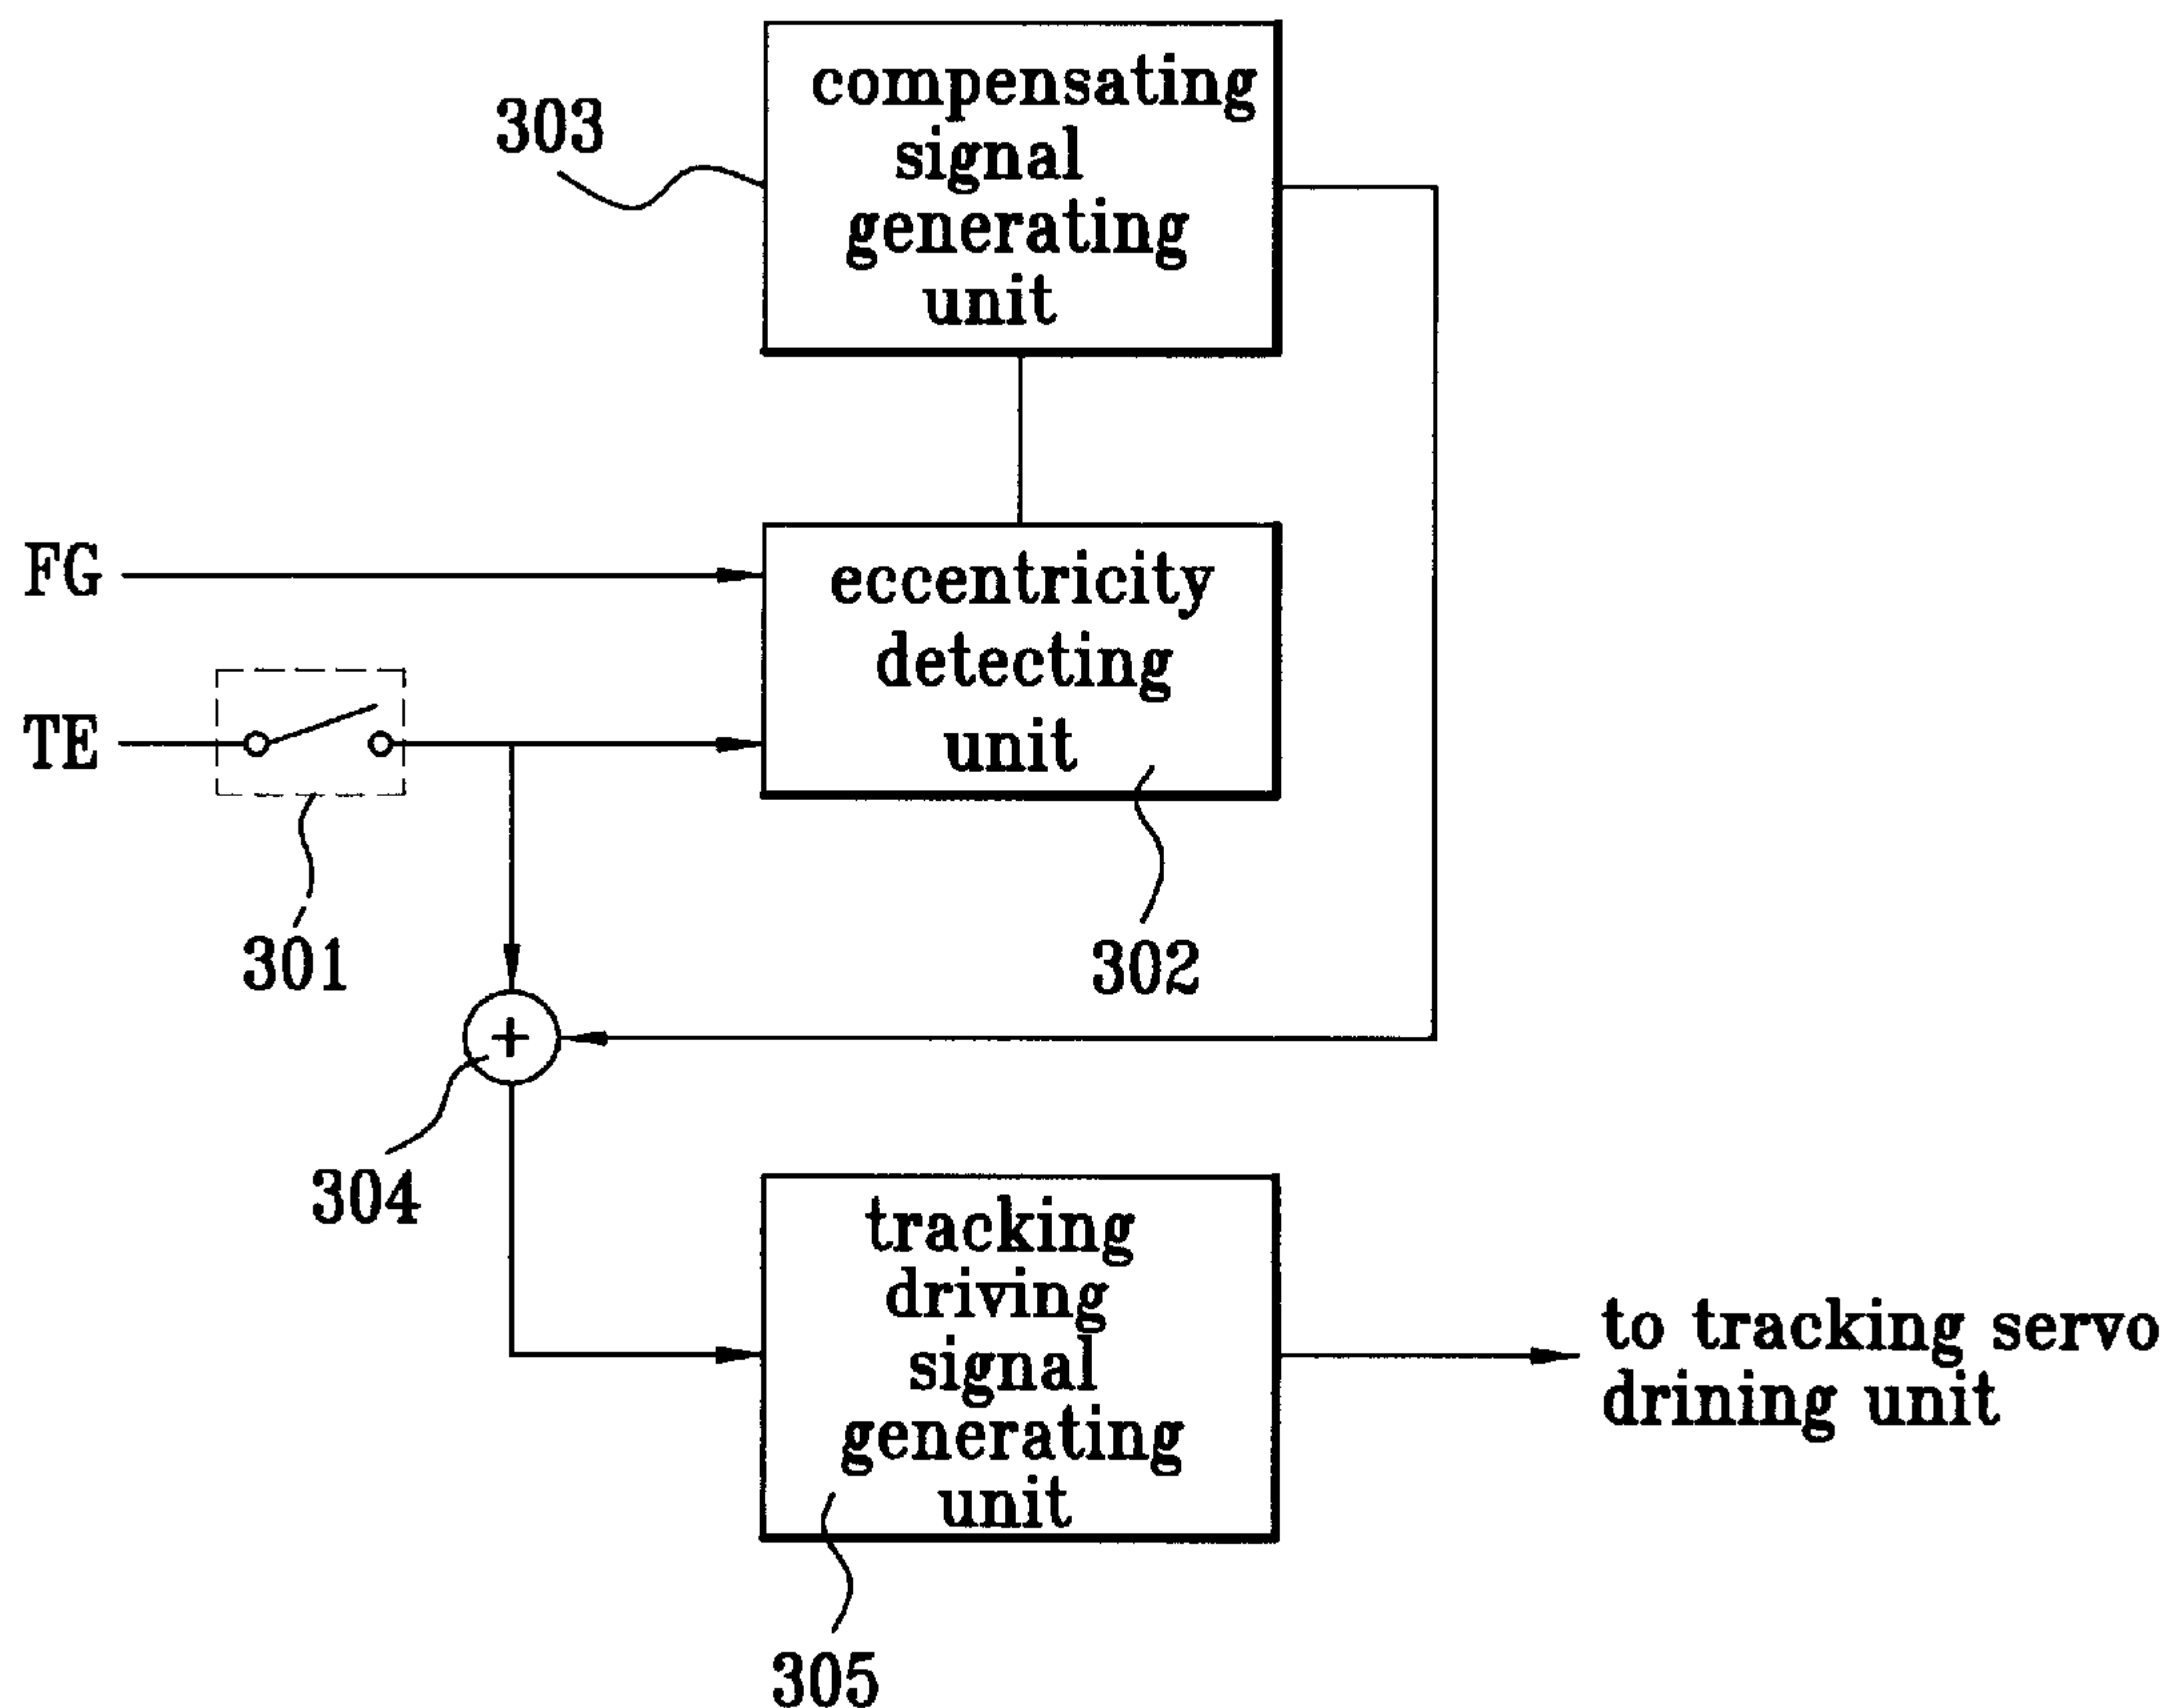 compensating
signal
generating
unit
303
FG
eccentricity
detecting
unit
TE
301
302
+
304
tracking
driving
signal
generating
unit
to tracking servo
drining unit
305